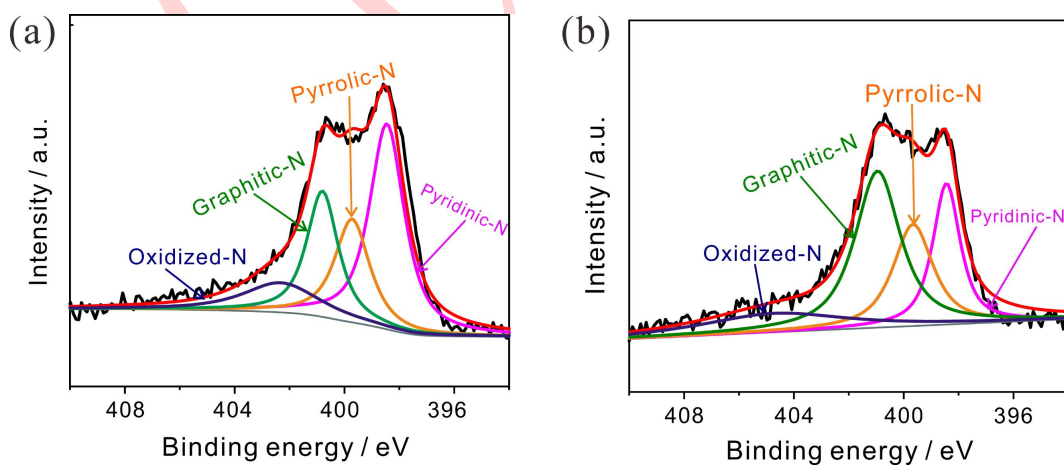 (a)
Intensity / a.u.
Pyrrolic-N
Graphitic-N
Pyridinic-N
Oxidized-N
408 404 400 396
Binding energy / eV
(b)
Intensity / a.u.
Pyrrolic-N
Graphitic-N
Pyridinic-N
Oxidized-N
408 404 400 396
Binding energy / eV